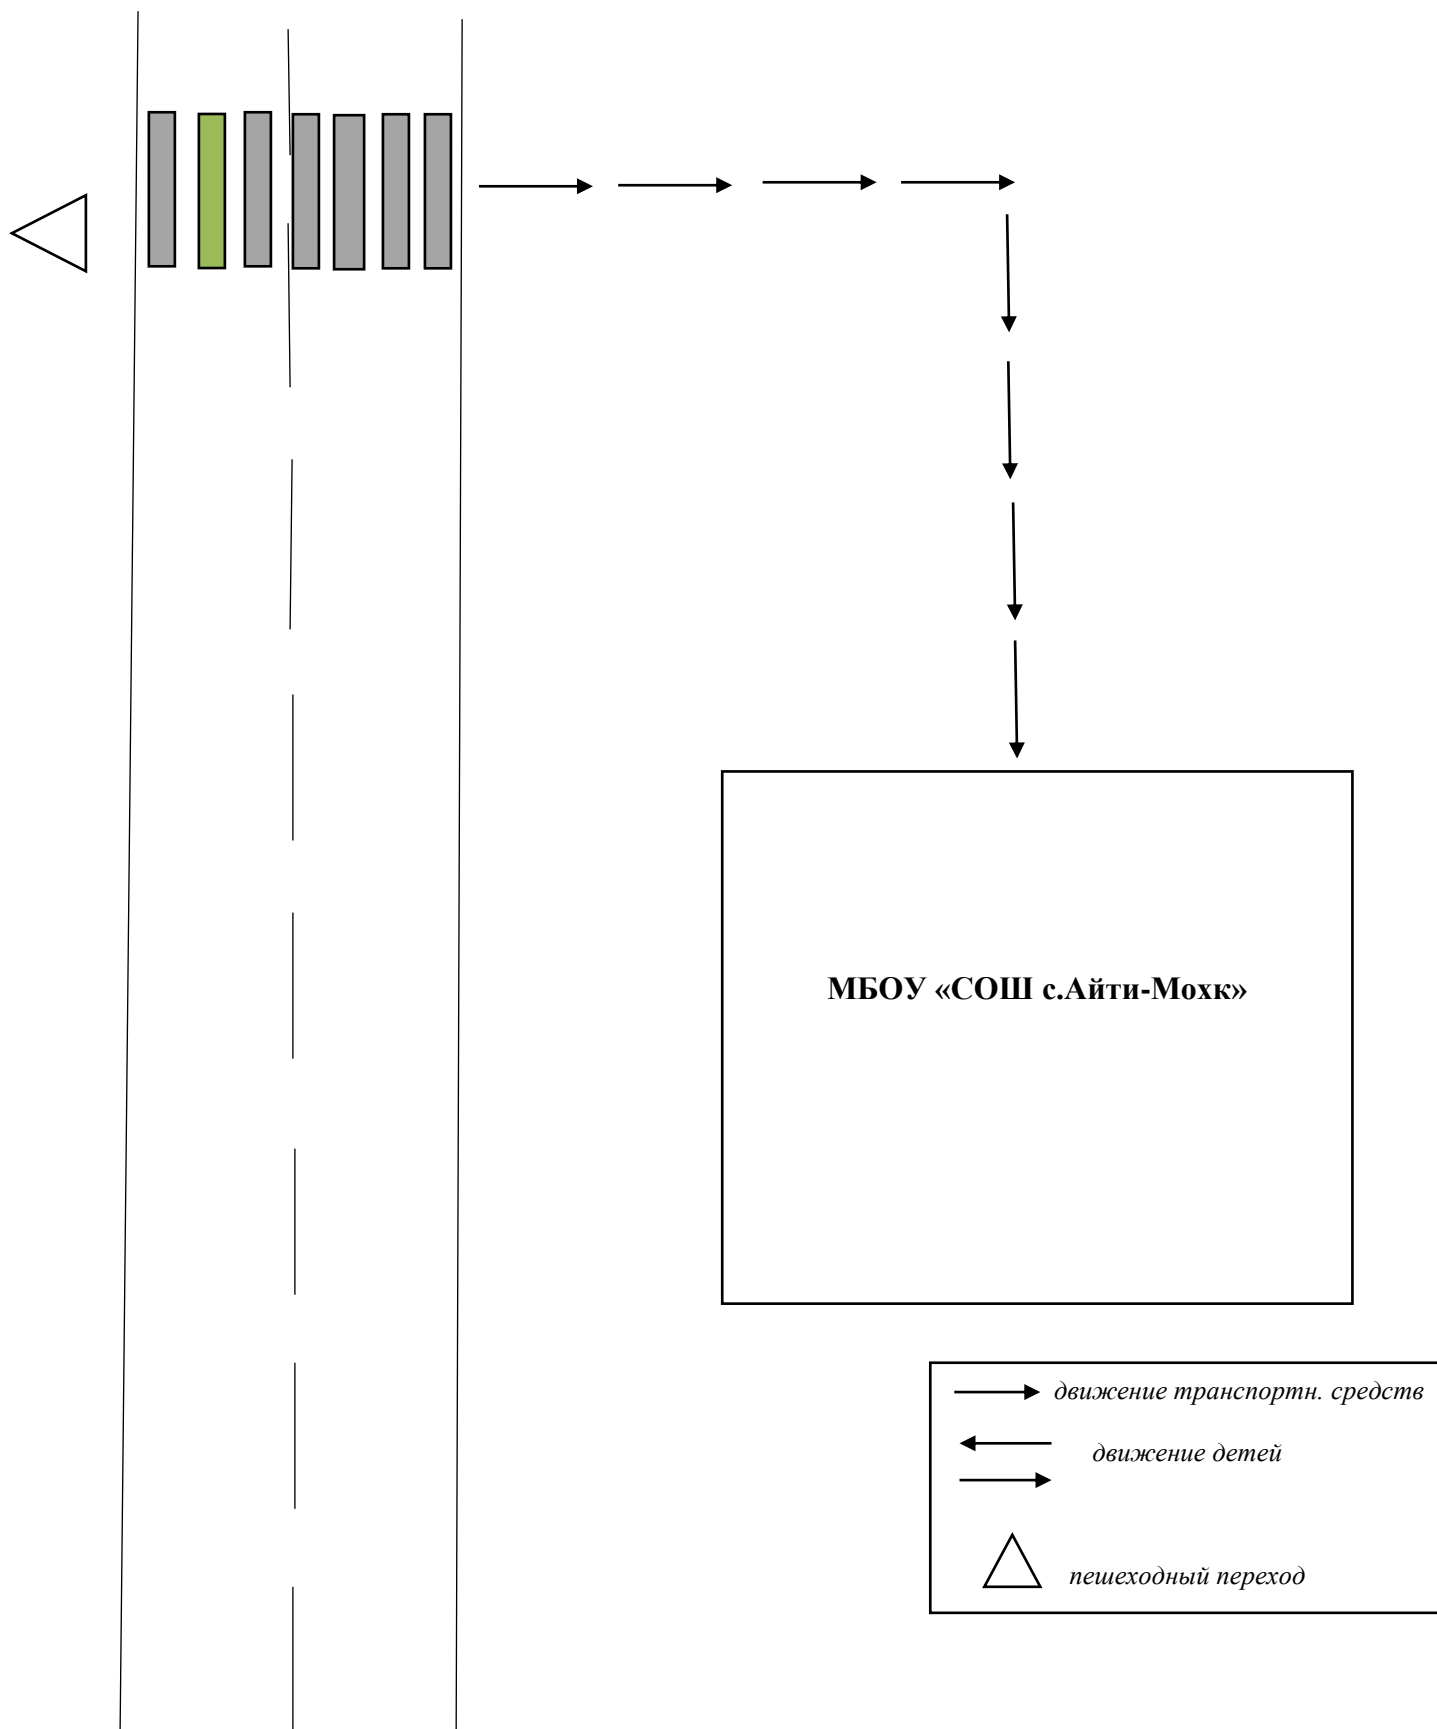 МБОУ «СОШ с.Айти-Мохк»
движение транспортн. средств
движение детей
пешеходный переход